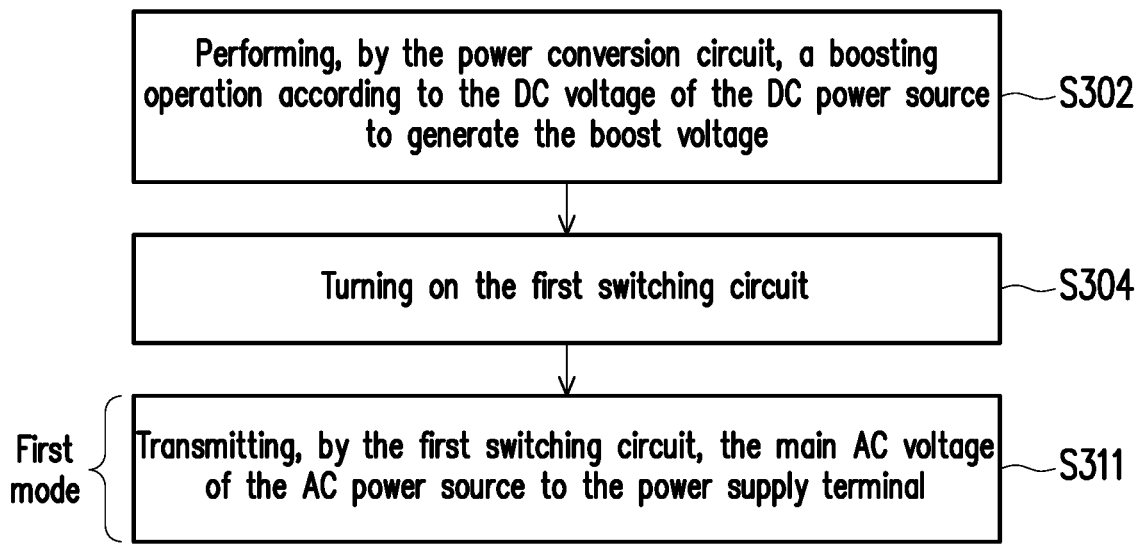 Performing, by the power conversion circuit, a boosting
operation according to the DC voltage of the DC power source
to generate the boost voltage
S302
Turning on the first switching circuit
S304
First
mode
Transmitting, by the first switching circuit, the main AC voltage
of the AC power source to the power supply terminal
S311